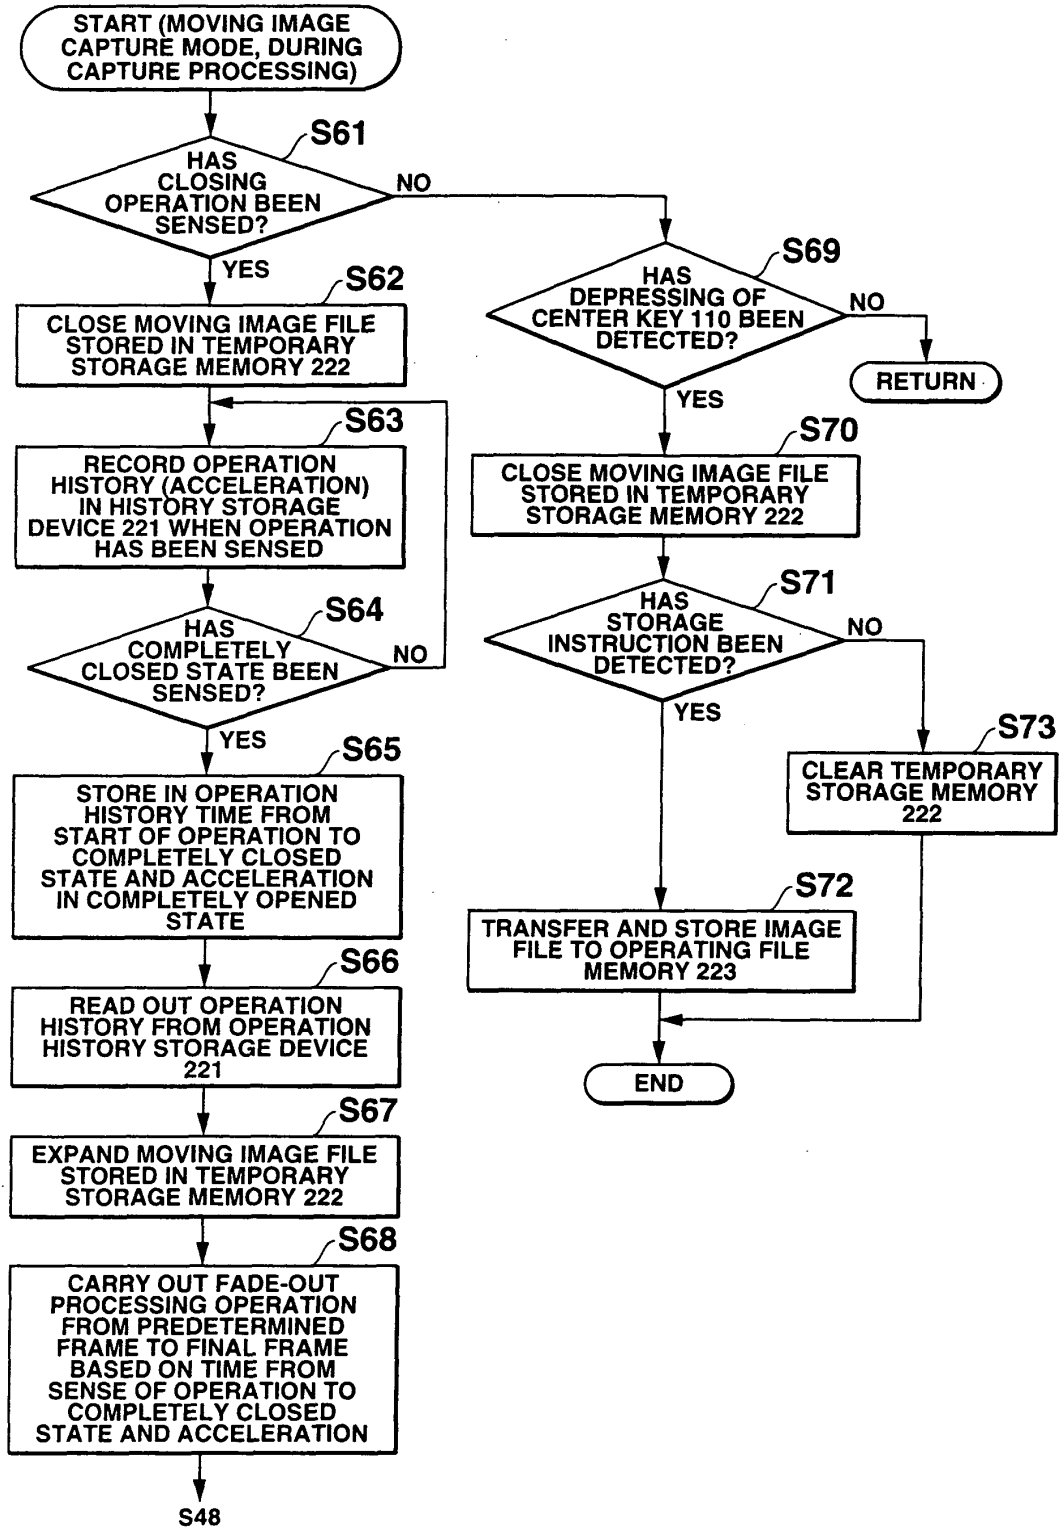 START (MOVING IMAGE
CAPTURE MODE, DURING
CAPTURE PROCESSING)
S61
HAS
CLOSING
OPERATION BEEN
SENSED?
NO
YES
S62
CLOSE MOVING IMAGE FILE
STORED IN TEMPORARY
STORAGE MEMORY 222
S63
RECORD OPERATION
HISTORY (ACCELERATION)
IN HISTORY STORAGE
DEVICE 221 WHEN OPERATION
HAS BEEN SENSED
S64
HAS
COMPLETELY
CLOSED STATE BEEN
SENSED?
NO
YES
S65
STORE IN OPERATION
HISTORY TIME FROM
START OF OPERATION TO
COMPLETELY CLOSED
STATE AND ACCELERATION
IN COMPLETELY OPENED
STATE
S66
READ OUT OPERATION
HISTORY FROM OPERATION
HISTORY STORAGE DEVICE
221
S67
EXPAND MOVING IMAGE FILE
STORED IN TEMPORARY
STORAGE MEMORY 222
S68
CARRY OUT FADE-OUT
PROCESSING OPERATION
FROM PREDETERMINED
FRAME TO FINAL FRAME
BASED ON TIME FROM
SENSE OF OPERATION TO
COMPLETELY CLOSED
STATE AND ACCELERATION
S48
S69
HAS
DEPRESSING OF
CENTER KEY 110 BEEN
DETECTED?
NO
RETURN
YES
S70
CLOSE MOVING IMAGE FILE
STORED IN TEMPORARY
STORAGE MEMORY 222
S71
HAS
STORAGE
INSTRUCTION BEEN
DETECTED?
NO
YES
S73
CLEAR TEMPORARY
STORAGE MEMORY
222
S72
TRANSFER AND STORE IMAGE
FILE TO OPERATING FILE
MEMORY 223
END